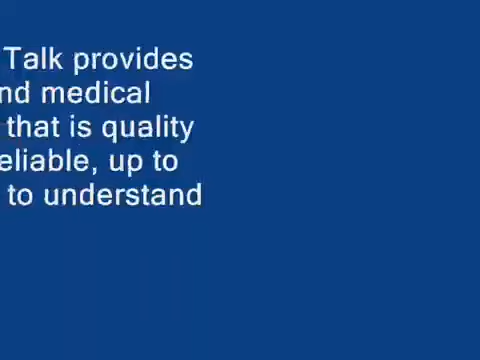 Talk provides
nd medical
that is quality
eliable, up to
to understand